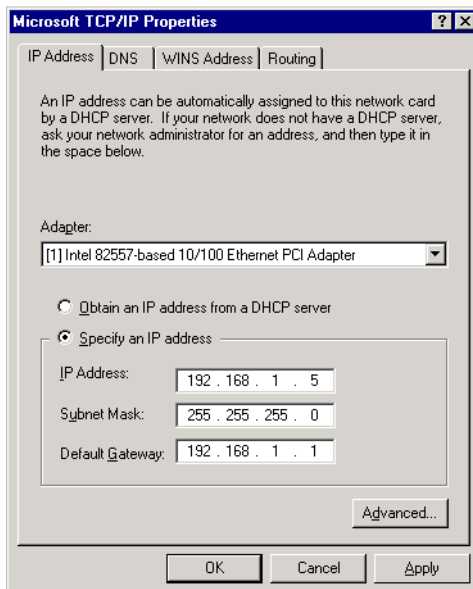 Microsoft TCP/IP Properties
IP Address DNS WINS Address Routing
An IP address can be automatically assigned to this network card
by a DHCP server. If your network does not have a DHCP server,
ask your network administrator for an address, and then type it in
the space below.
Adapter:
[1] Intel 82557-based 10/100 Ethernet PCI Adapter
Obtain an IP address from a DHCP server
Specify an IP address
IP Address: 192 . 168 . 1 . 5
Subnet Mask: 255 . 255 . 255 . 0
Default Gateway: 192 . 168 . 1 . 1
Advanced...
OK Cancel Apply